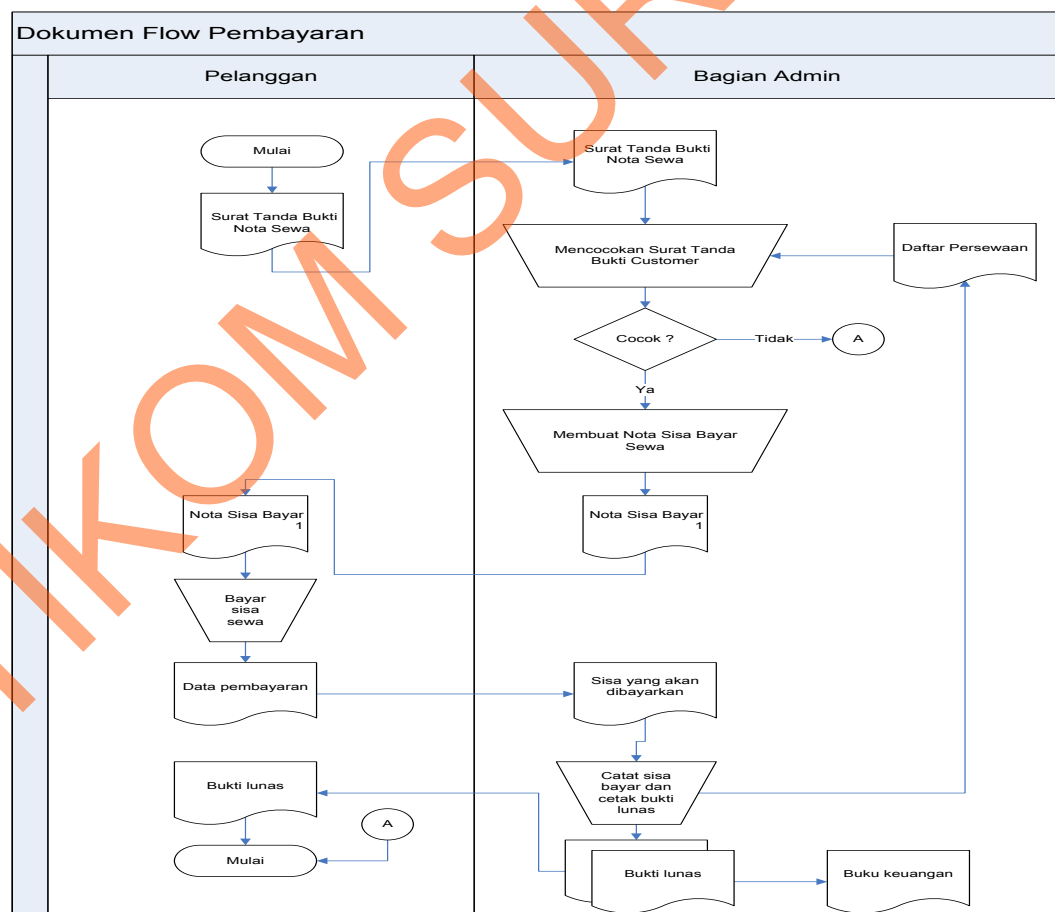 Dokumen Flow Pembayaran
Pelanggan
Bagian Admin
Mulai
Surat Tanda Bukti
Nota Sewa
Surat Tanda Bukti
Nota Sewa
Mencocokan Surat Tanda
Bukti Customer
Daftar Persewaan
Cocok ?
Tidak
A
Ya
Membuat Nota Sisa Bayar
Sewa
Nota Sisa Bayar
1
Nota Sisa Bayar
1
Bayar
sisa
sewa
Data pembayaran
Sisa yang akan
dibayarkan
Catat sisa
bayar dan
cetak bukti
lunas
Bukti lunas
A
Mulai
Bukti lunas
Buku keuangan
IKOM SUR